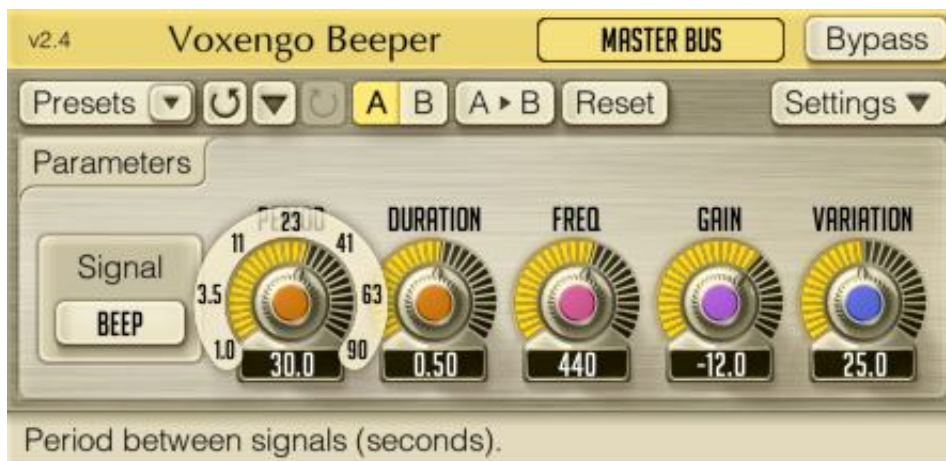 v2.4 Voxengo Beeper MASTER BUS Bypass
Presets A B A ▸ B Reset Settings
Parameters
PERIOD DURATION FREQ GAIN VARIATION
23
11 41
Signal
3.5 63
BEEP
1.0 90
30.0 0.50 440 -12.0 25.0
Period between signals (seconds).